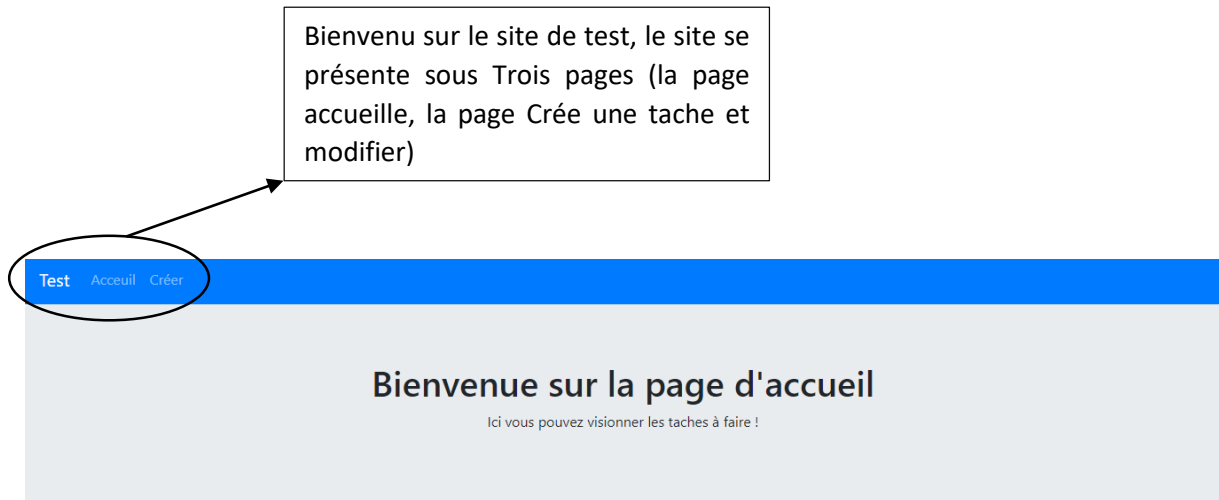 Bienvenu sur le site de test, le site se
présente sous Trois pages (la page
accueille, la page Crée une tache et
modifier)
Test Acceuil Créer
Bienvenue sur la page d'accueil
Ici vous pouvez visionner les taches à faire !